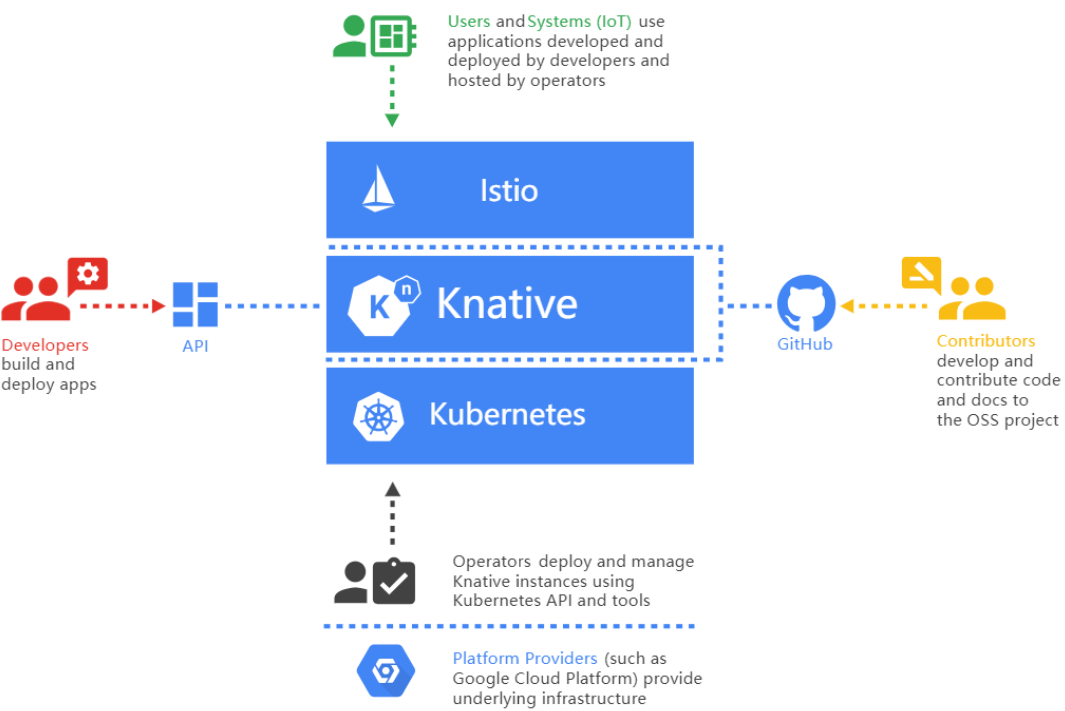 Users and Systems (IoT) use
applications developed and
deployed by developers and
hosted by operators
Istio
K n Knative
Developers
build and
deploy apps
API
GitHub
Contributors
develop and
contribute code
and docs to
the OSS project
Kubernetes
Operators deploy and manage
Knative instances using
Kubernetes API and tools
Platform Providers (such as
Google Cloud Platform) provide
underlying infrastructure